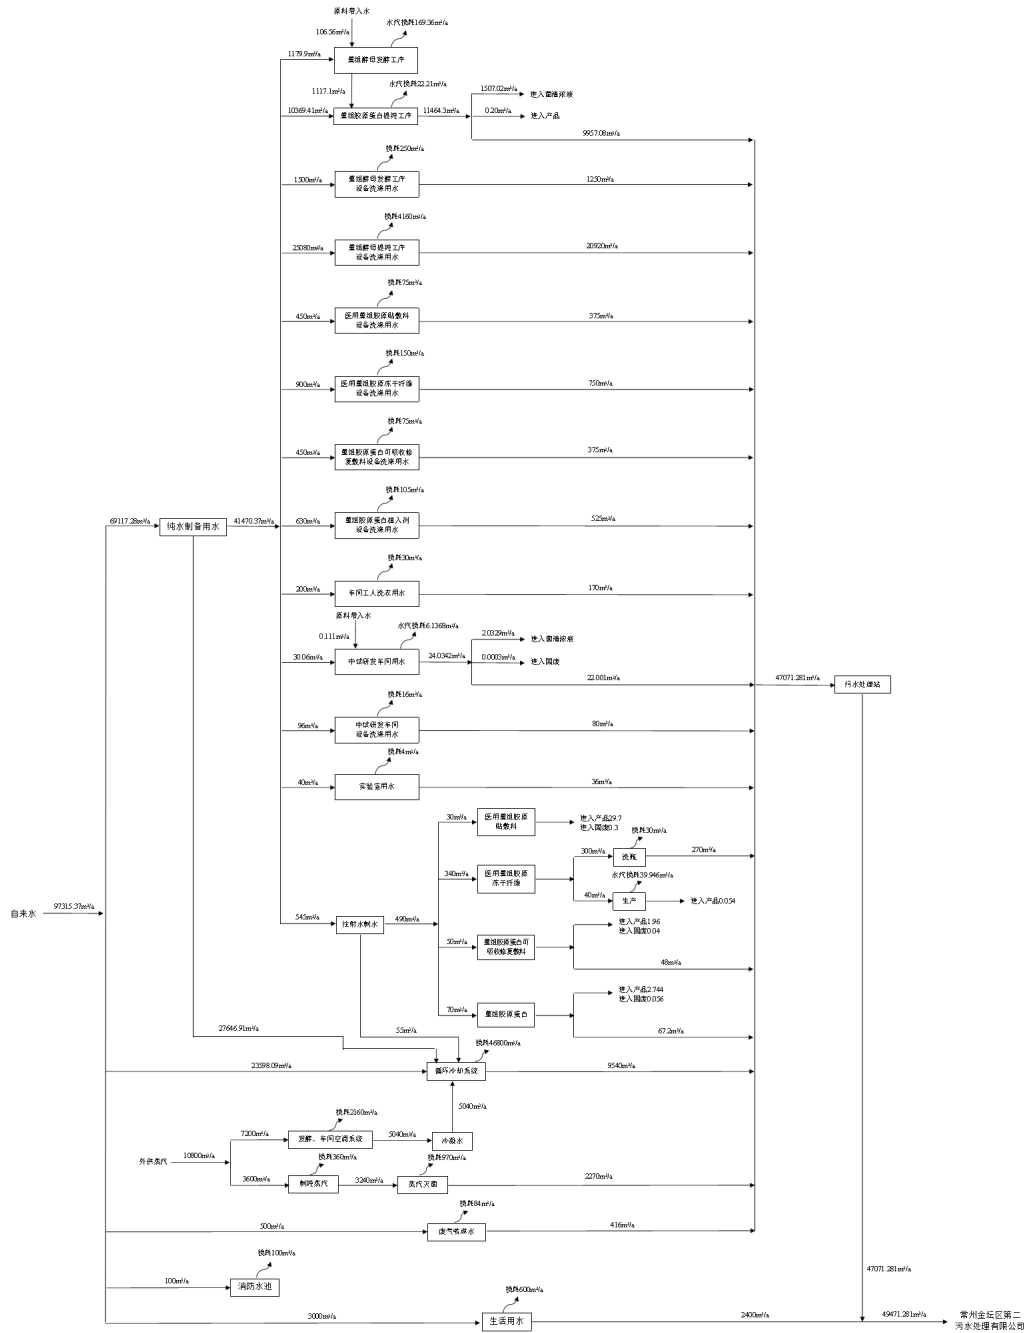 原料带入水
106.56m³/a
水汽损耗169.36m³/a
1179.9m³/a
重组酵母发酵工序
1117.1m³/a
水汽损耗22.21m³/a
10369.41m³/a
重组胶原蛋白提纯工序
11464.3m³/a
1507.02m³/a
进入菌渣浓液
0.20m³/a
进入产品
9957.08m³/a
损耗250m³/a
1500m³/a
重组酵母发酵工序
设备洗涤用水
1250m³/a
损耗4160m³/a
25080m³/a
重组酵母提纯工序
设备洗涤用水
20920m³/a
损耗75m³/a
450m³/a
医用重组胶原贴敷料
设备洗涤用水
375m³/a
损耗150m³/a
900m³/a
医用重组胶原冻干纤维
设备洗涤用水
750m³/a
损耗75m³/a
450m³/a
重组胶原蛋白可吸收修
复敷料设备洗涤用水
375m³/a
损耗105m³/a
69117.28m³/a
纯水制备用水
41470.37m³/a
630m³/a
重组胶原蛋白植入剂
设备洗涤用水
525m³/a
损耗30m³/a
200m³/a
车间工人洗衣用水
170m³/a
原料带入水
0.111m³/a
水汽损耗6.1368m³/a
30.06m³/a
中试研发车间用水
24.0342m³/a
2.0329m³/a
进入菌渣浓液
0.0003m³/a
进入固废
22.001m³/a
47071.281m³/a
污水处理站
损耗16m³/a
96m³/a
中试研发车间
设备洗涤用水
80m³/a
损耗4m³/a
40m³/a
实验室用水
36m³/a
30m³/a
医用重组胶原
贴敷料
进入产品29.7
进入固废0.3
损耗30m³/a
340m³/a
医用重组胶原
冻干纤维
300m³/a
洗瓶
270m³/a
水汽损耗39.946m³/a
40m³/a
生产
进入产品0.054
自来水
97315.37m³/a
545m³/a
注射水制水
490m³/a
进入产品1.96
进入固废0.04
50m³/a
重组胶原蛋白可
吸收修复敷料
48m³/a
进入产品2.744
进入固废0.056
70m³/a
重组胶原蛋白
67.2m³/a
27646.91m³/a
55m³/a
损耗46800m³/a
23598.09m³/a
循环冷却系统
9540m³/a
5040m³/a
损耗2160m³/a
7200m³/a
发酵、车间空调系统
5040m³/a
冷凝水
外供蒸汽
10800m³/a
损耗360m³/a
损耗970m³/a
3600m³/a
制纯蒸汽
3240m³/a
蒸汽灭菌
2270m³/a
损耗84m³/a
500m³/a
废气喷淋水
416m³/a
损耗100m³/a
100m³/a
消防水池
47071.281m³/a
损耗600m³/a
3000m³/a
生活用水
2400m³/a
49471.281m³/a
常州金坛区第二
污水处理有限公司